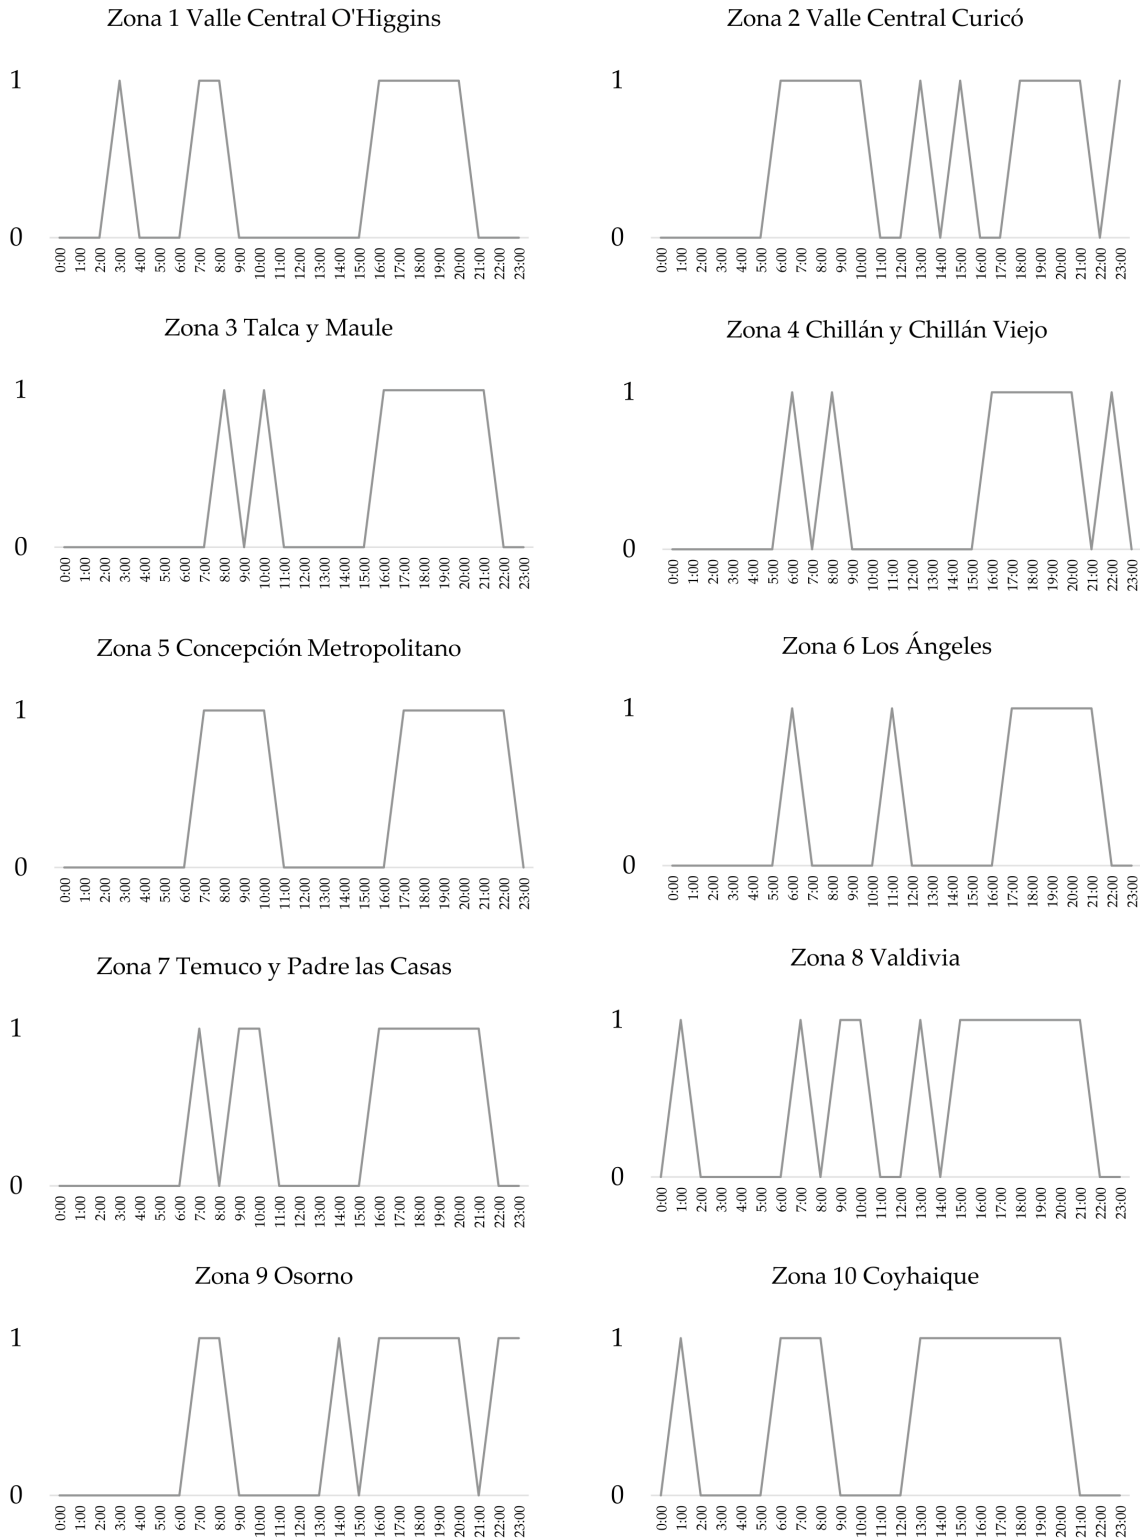 Zona 1 Valle Central O'Higgins
1
0
0:00 1:00 2:00 3:00 4:00 5:00 6:00 7:00 8:00 9:00 10:00 11:00 12:00 13:00 14:00 15:00 16:00 17:00 18:00 19:00 20:00 21:00 22:00 23:00
Zona 2 Valle Central Curicó
1
0
0:00 1:00 2:00 3:00 4:00 5:00 6:00 7:00 8:00 9:00 10:00 11:00 12:00 13:00 14:00 15:00 16:00 17:00 18:00 19:00 20:00 21:00 22:00 23:00
Zona 3 Talca y Maule
1
0
0:00 1:00 2:00 3:00 4:00 5:00 6:00 7:00 8:00 9:00 10:00 11:00 12:00 13:00 14:00 15:00 16:00 17:00 18:00 19:00 20:00 21:00 22:00 23:00
Zona 4 Chillán y Chillán Viejo
1
0
0:00 1:00 2:00 3:00 4:00 5:00 6:00 7:00 8:00 9:00 10:00 11:00 12:00 13:00 14:00 15:00 16:00 17:00 18:00 19:00 20:00 21:00 22:00 23:00
Zona 5 Concepción Metropolitano
1
0
0:00 1:00 2:00 3:00 4:00 5:00 6:00 7:00 8:00 9:00 10:00 11:00 12:00 13:00 14:00 15:00 16:00 17:00 18:00 19:00 20:00 21:00 22:00 23:00
Zona 6 Los Ángeles
1
0
0:00 1:00 2:00 3:00 4:00 5:00 6:00 7:00 8:00 9:00 10:00 11:00 12:00 13:00 14:00 15:00 16:00 17:00 18:00 19:00 20:00 21:00 22:00 23:00
Zona 7 Temuco y Padre las Casas
1
0
0:00 1:00 2:00 3:00 4:00 5:00 6:00 7:00 8:00 9:00 10:00 11:00 12:00 13:00 14:00 15:00 16:00 17:00 18:00 19:00 20:00 21:00 22:00 23:00
Zona 8 Valdivia
1
0
0:00 1:00 2:00 3:00 4:00 5:00 6:00 7:00 8:00 9:00 10:00 11:00 12:00 13:00 14:00 15:00 16:00 17:00 18:00 19:00 20:00 21:00 22:00 23:00
Zona 9 Osorno
1
0
0:00 1:00 2:00 3:00 4:00 5:00 6:00 7:00 8:00 9:00 10:00 11:00 12:00 13:00 14:00 15:00 16:00 17:00 18:00 19:00 20:00 21:00 22:00 23:00
Zona 10 Coyhaique
1
0
0:00 1:00 2:00 3:00 4:00 5:00 6:00 7:00 8:00 9:00 10:00 11:00 12:00 13:00 14:00 15:00 16:00 17:00 18:00 19:00 20:00 21:00 22:00 23:00